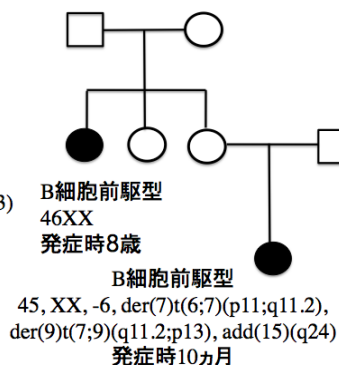 3)
B細胞前駆型
46XX
発症時8歳
B細胞前駆型
45, XX, -6, der(7)t(6;7)(p11;q11.2),
der(9)t(7;9)(q11.2;p13), add(15)(q24)
発症時10ヵ月